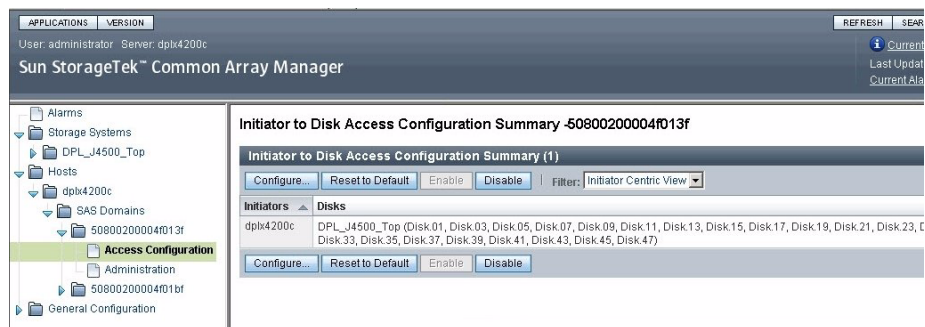 APPLICATIONS VERSION
REFRESH SEAR
User: administrator Server: dplx4200c
Current
Sun StorageTek™ Common Array Manager
Last Updat
Current Ala
Alarms
Storage Systems
DPL_J4500_Top
Hosts
dplx4200c
SAS Domains
50800200004f013f
Access Configuration
Administration
50800200004f01bf
General Configuration
Initiator to Disk Access Configuration Summary -50800200004f013f
Initiator to Disk Access Configuration Summary (1)
Configure... Reset to Default Enable Disable Filter: Initiator Centric View
Initiators Disks
dplx4200c DPL_J4500_Top (Disk.01, Disk.03, Disk.05, Disk.07, Disk.09, Disk.11, Disk.13, Disk.15, Disk.17, Disk.19, Disk.21, Disk.23, D
Disk.33, Disk.35, Disk.37, Disk.39, Disk.41, Disk.43, Disk.45, Disk.47)
Configure... Reset to Default Enable Disable